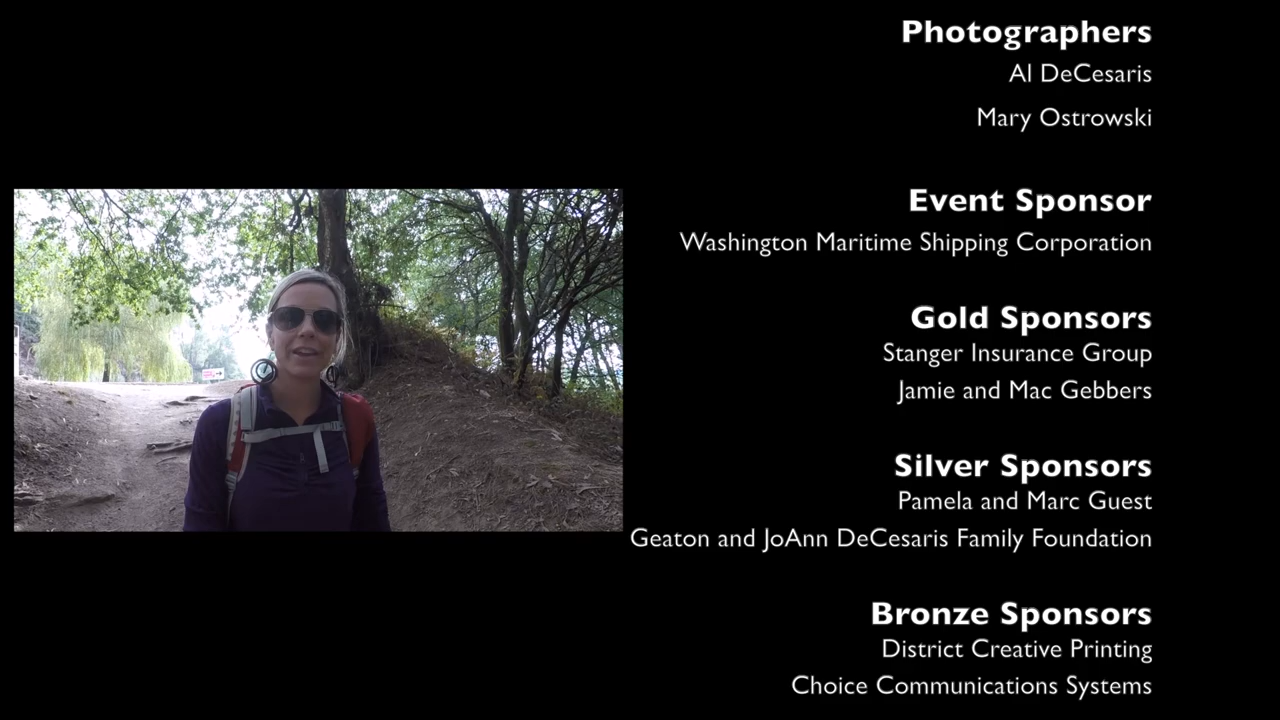 Photographers
Al DeCesaris
Mary Ostrowski
Event Sponsor
Washington Maritime Shipping Corporation
Gold Sponsors
Stanger Insurance Group
Jamie and Mac Gebbers
Silver Sponsors
Pamela and Marc Guest
Geaton and JoAnn DeCesaris Family Foundation
Bronze Sponsors
District Creative Printing
Choice Communications Systems